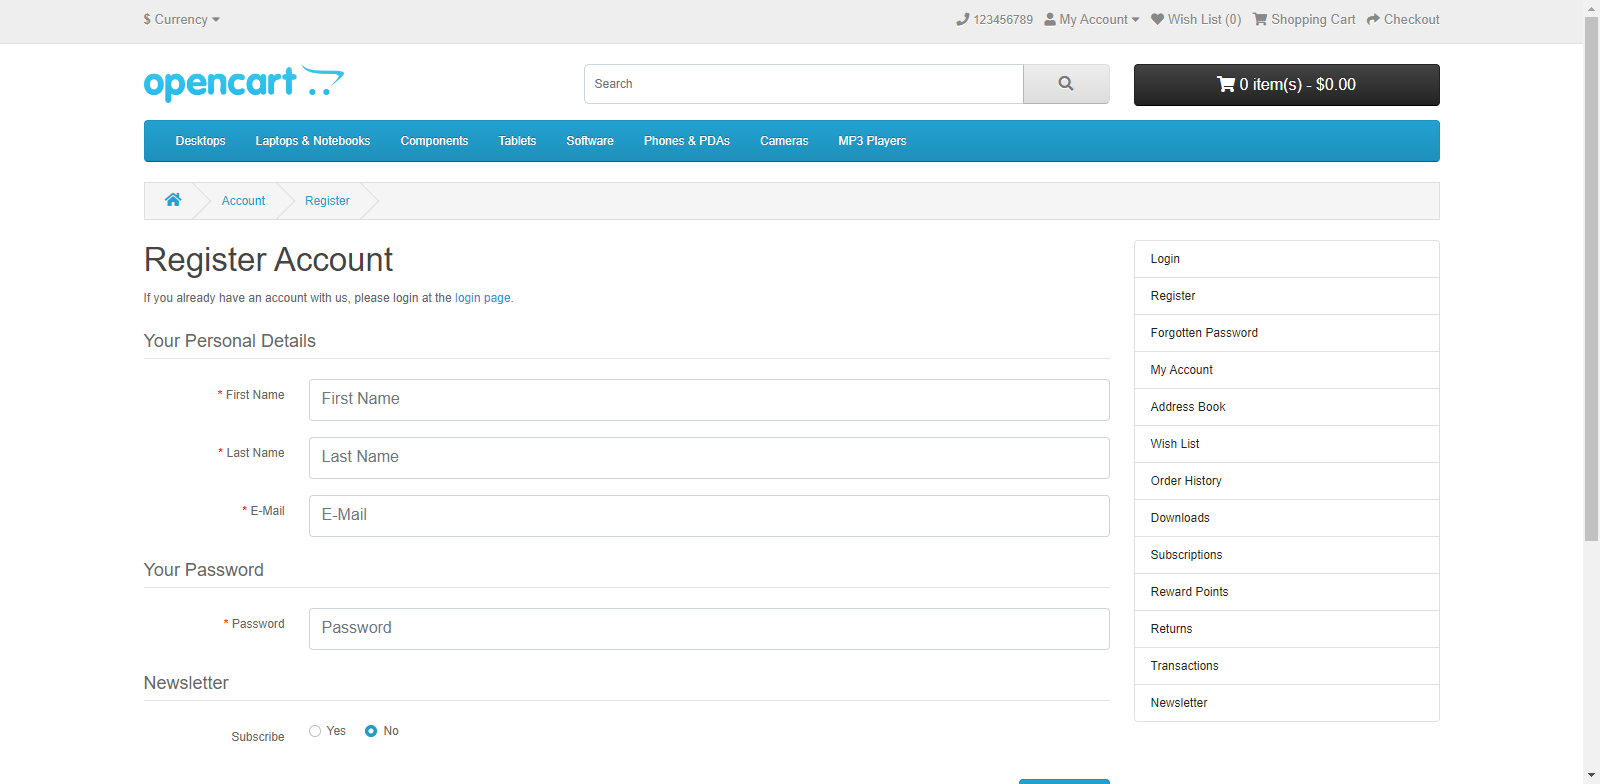 $ Currency
123456789 My Account Wish List (0) Shopping Cart Checkout
opencart
Search
0 item(s) - $0.00
Desktops Laptops & Notebooks Components Tablets Software Phones & PDAs Cameras MP3 Players
Account Register
Register Account
If you already have an account with us, please login at the login page.
Your Personal Details
* First Name
First Name
* Last Name
Last Name
* E-Mail
E-Mail
Your Password
* Password
Password
Newsletter
Subscribe Yes No
Login
Register
Forgotten Password
My Account
Address Book
Wish List
Order History
Downloads
Subscriptions
Reward Points
Returns
Transactions
Newsletter